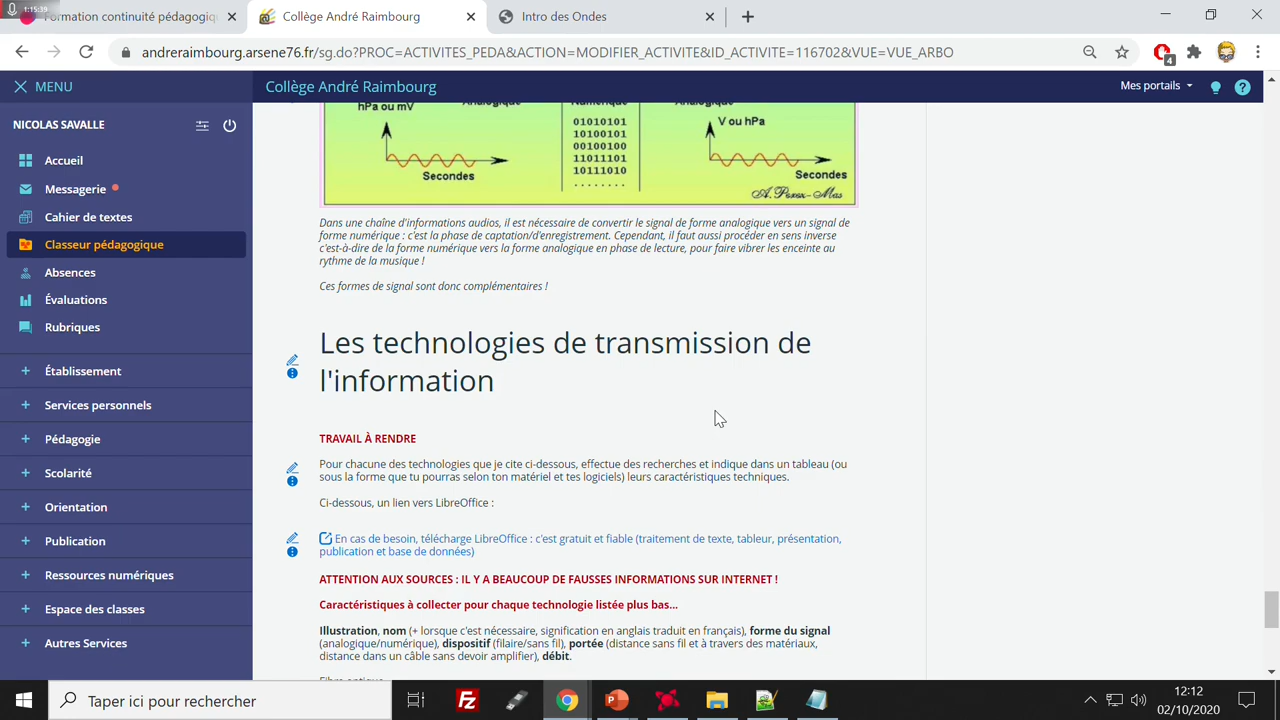 1:15:39
Formation continuité pédagogiq
Collège André Raimbourg
Intro des Ondes
andreraimbourg.arsene76.fr/sg.do?PROC=ACTIVITES_PEDA&ACTION=MODIFIER_ACTIVITE&ID_ACTIVITE=116702&VUE=VUE_ARBO
4
MENU
Collège André Raimbourg
Mes portails
NICOLAS SAVALLE
Accueil
Messagerie
Cahier de textes
Classeur pédagogique
Absences
Évaluations
Rubriques
Établissement
Services personnels
Pédagogie
Scolarité
Orientation
Publication
Ressources numériques
Espace des classes
Autres Services
Analogique
Numérique
Analogique
hPa ou mV
V ou hPa
01010101
10100101
00100100
11011101
10111010
. . . . . . . .
Secondes
Secondes
A. Perez-Mas
Dans une chaîne d'informations audios, il est nécessaire de convertir le signal de forme analogique vers un signal de
forme numérique : c'est la phase de captation/d'enregistrement. Cependant, il faut aussi procéder en sens inverse
c'est-à-dire de la forme numérique vers la forme analogique en phase de lecture, pour faire vibrer les enceinte au
rythme de la musique !
Ces formes de signal sont donc complémentaires !
Les technologies de transmission de
l'information
TRAVAIL À RENDRE
Pour chacune des technologies que je cite ci-dessous, effectue des recherches et indique dans un tableau (ou
sous la forme que tu pourras selon ton matériel et tes logiciels) leurs caractéristiques techniques.
Ci-dessous, un lien vers LibreOffice :
En cas de besoin, télécharge LibreOffice : c'est gratuit et fiable (traitement de texte, tableur, présentation,
publication et base de données)
ATTENTION AUX SOURCES : IL Y A BEAUCOUP DE FAUSSES INFORMATIONS SUR INTERNET !
Caractéristiques à collecter pour chaque technologie listée plus bas...
Illustration, nom (+ lorsque c'est nécessaire, signification en anglais traduit en français), forme du signal
(analogique/numérique), dispositif (filaire/sans fil), portée (distance sans fil et à travers des matériaux,
distance dans un câble sans devoir amplifier), débit.
Fibre optique
Taper ici pour rechercher
12:12
02/10/2020